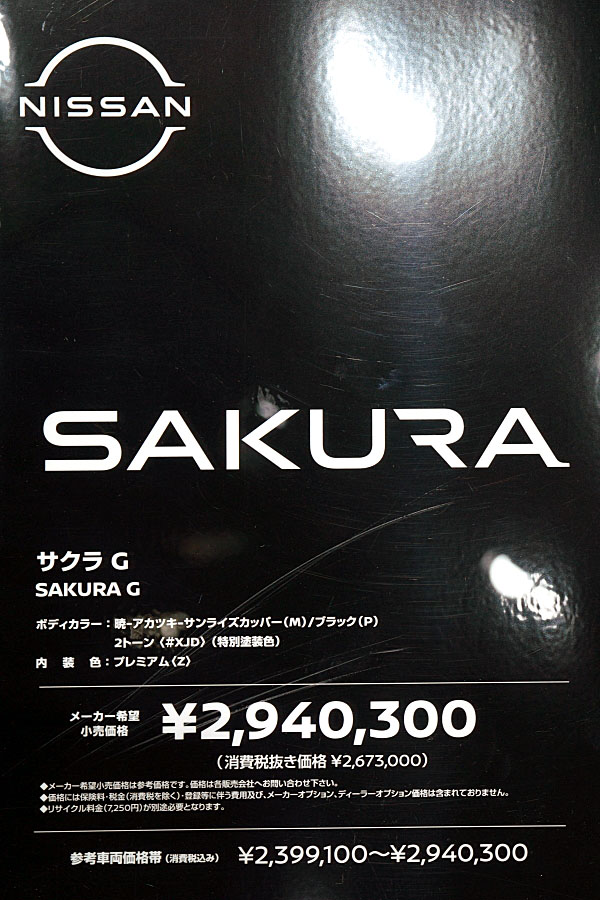 NISSAN
SAKURA
サクラ G
SAKURA G
ボディカラー：暁-アカツキ-サンライズカッパー(M)/ブラック(P)
2トーン〈#XJD〉（特別塗装色）
内 装 色：プレミアム〈Z〉
メーカー希望
小売価格
¥2,940,300
（消費税抜き価格 ¥2,673,000）
◆メーカー希望小売価格は参考価格です。価格は各販売会社へお問い合わせ下さい。
◆価格には保険料・税金（消費税を除く）・登録等に伴う費用及び、メーカーオプション、ディーラーオプション価格は含まれておりません。
◆リサイクル料金（7,250円）が別途必要となります。
参考車両価格帯（消費税込み） ¥2,399,100～¥2,940,300